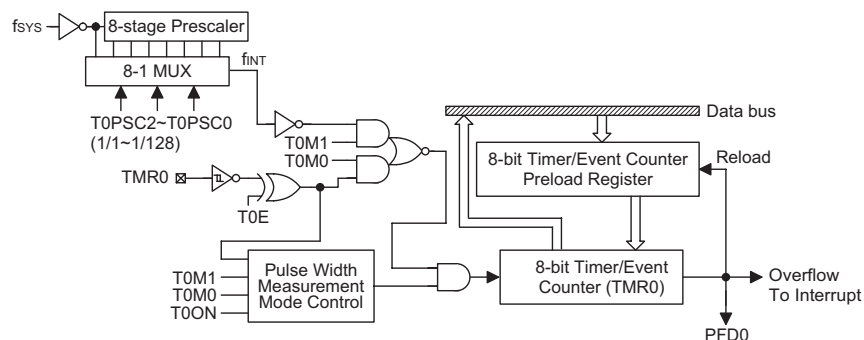 fSYS
8-stage Prescaler
8-1 MUX
fINT
T0PSC2~T0PSC0
(1/1~1/128)
T0M1
T0M0
TMR0
T0E
T0M1
T0M0
T0ON
Pulse Width
Measurement
Mode Control
Data bus
8-bit Timer/Event Counter
Preload Register
Reload
8-bit Timer/Event
Counter (TMR0)
Overflow
To Interrupt
PFD0